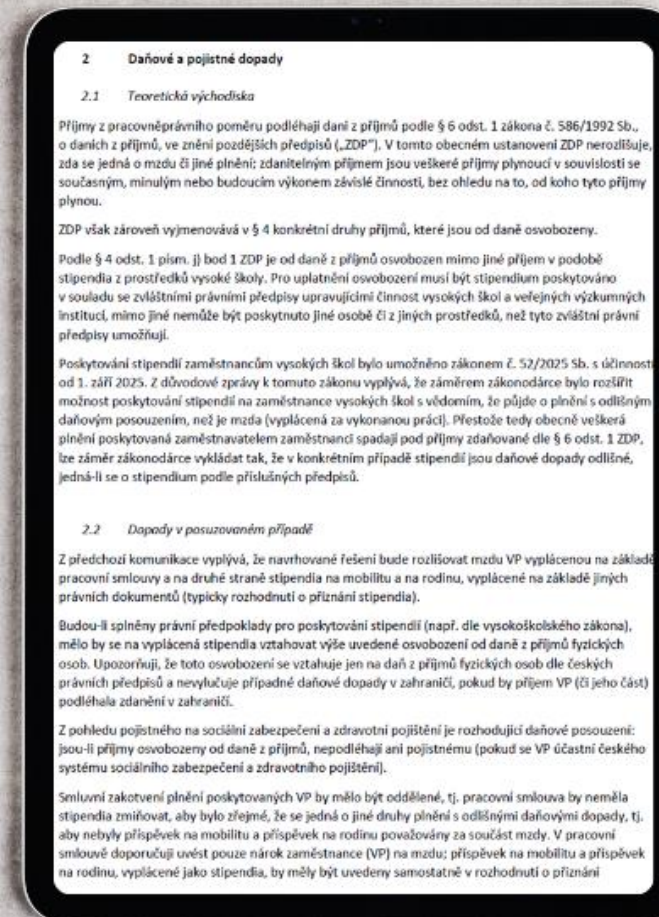 2 Daňové a pojistné dopady
2.1 Teoretická východiska
Příjmy z pracovněprávního poměru podléhají dani z příjmů podle § 6 odst. 1 zákona č. 586/1992 Sb.,
o daních z příjmů, ve znění pozdějších předpisů („ZDP“). V tomto obecném ustanovení ZDP nerozlišuje,
zda se jedná o mzdu či jiné plnění; zdanitelným příjmem jsou veškeré příjmy plynoucí v souvislosti se
současným, minulým nebo budoucím výkonem závislé činnosti, bez ohledu na to, od koho tyto příjmy
plynou.
ZDP však zároveň vyjmenovává v § 4 konkrétní druhy příjmů, které jsou od daně osvobozeny.
Podle § 4 odst. 1 písm. j) bod 1 ZDP je od daně z příjmů osvobozen mimo jiné příjem v podobě
stipendia z prostředků vysoké školy. Pro uplatnění osvobození musí být stipendium poskytováno
v souladu se zvláštními právními předpisy upravujícími činnost vysokých škol a veřejných výzkumných
institucí, mimo jiné nemůže být poskytnuto jiné osobě či z jiných prostředků, než tyto zvláštní právní
předpisy umožňují.
Poskytování stipendií zaměstnancům vysokých škol bylo umožněno zákonem č. 52/2025 Sb. s účinností
od 1. září 2025. Z důvodové zprávy k tomuto zákonu vyplývá, že záměrem zákonodárce bylo rozšířit
možnost poskytování stipendií na zaměstnance vysokých škol s vědomím, že půjde o plnění s odlišným
daňovým posouzením, než je mzda (vyplácená za vykonanou práci). Přestože tedy obecně veškerá
plnění poskytovaná zaměstnavatelem zaměstnanci spadají pod příjmy zdaňované dle § 6 odst. 1 ZDP,
lze záměr zákonodárce vykládat tak, že v konkrétním případě stipendií jsou daňové dopady odlišné,
jedná-li se o stipendium podle příslušných předpisů.
2.2 Dopady v posuzovaném případě
Z předchozí komunikace vyplývá, že navrhované řešení bude rozlišovat mzdu VP vyplácenou na základě
pracovní smlouvy a na druhé straně stipendia na mobilitu a na rodinu, vyplácené na základě jiných
právních dokumentů (typicky rozhodnutí o přiznání stipendia).
Budou-li splněny právní předpoklady pro poskytování stipendií (např. dle vysokoškolského zákona),
mělo by se na vyplácená stipendia vztahovat výše uvedené osvobození od daně z příjmů fyzických
osob. Upozorňuji, že toto osvobození se vztahuje jen na daň z příjmů fyzických osob dle českých
právních předpisů a nevylučuje případné daňové dopady v zahraničí, pokud by příjem VP (či jeho část)
podléhala zdanění v zahraničí.
Z pohledu pojistného na sociální zabezpečení a zdravotní pojištění je rozhodující daňové posouzení:
jsou-li příjmy osvobozeny od daně z příjmů, nepodléhají ani pojistnému (pokud se VP účastní českého
systému sociálního zabezpečení a zdravotního pojištění).
Smluvní zakotvení plnění poskytovaných VP by mělo být oddělené, tj. pracovní smlouva by neměla
stipendia zmiňovat, aby bylo zřejmé, že se jedná o jiné druhy plnění s odlišnými daňovými dopady, tj.
aby nebyly příspěvek na mobilitu a příspěvek na rodinu považovány za součást mzdy. V pracovní
smlouvě doporučuji uvést pouze nárok zaměstnance (VP) na mzdu; příspěvek na mobilitu a příspěvek
na rodinu, vyplácené jako stipendia, by měly být uvedeny samostatně v rozhodnutí o přiznání